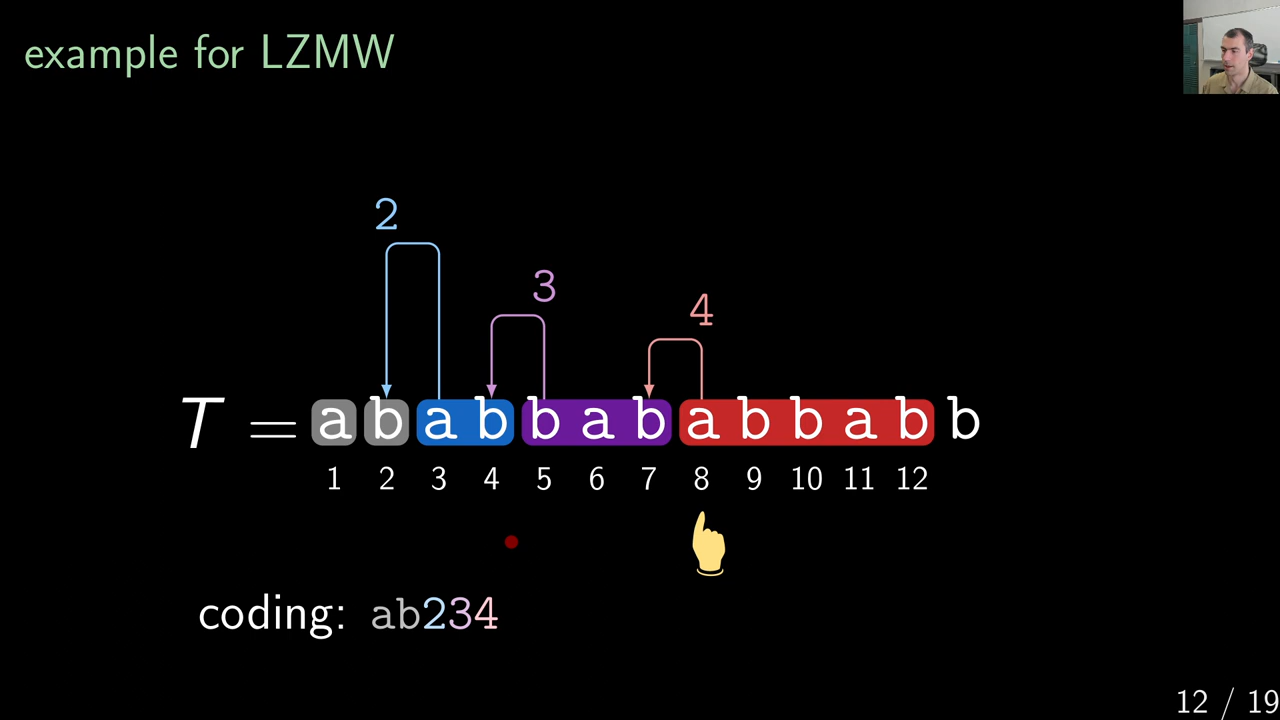 example for LZMW
2
3
4
T = a b a b b a b a b b a b b
1 2 3 4 5 6 7 8 9 10 11 12
coding: ab234
12 / 19